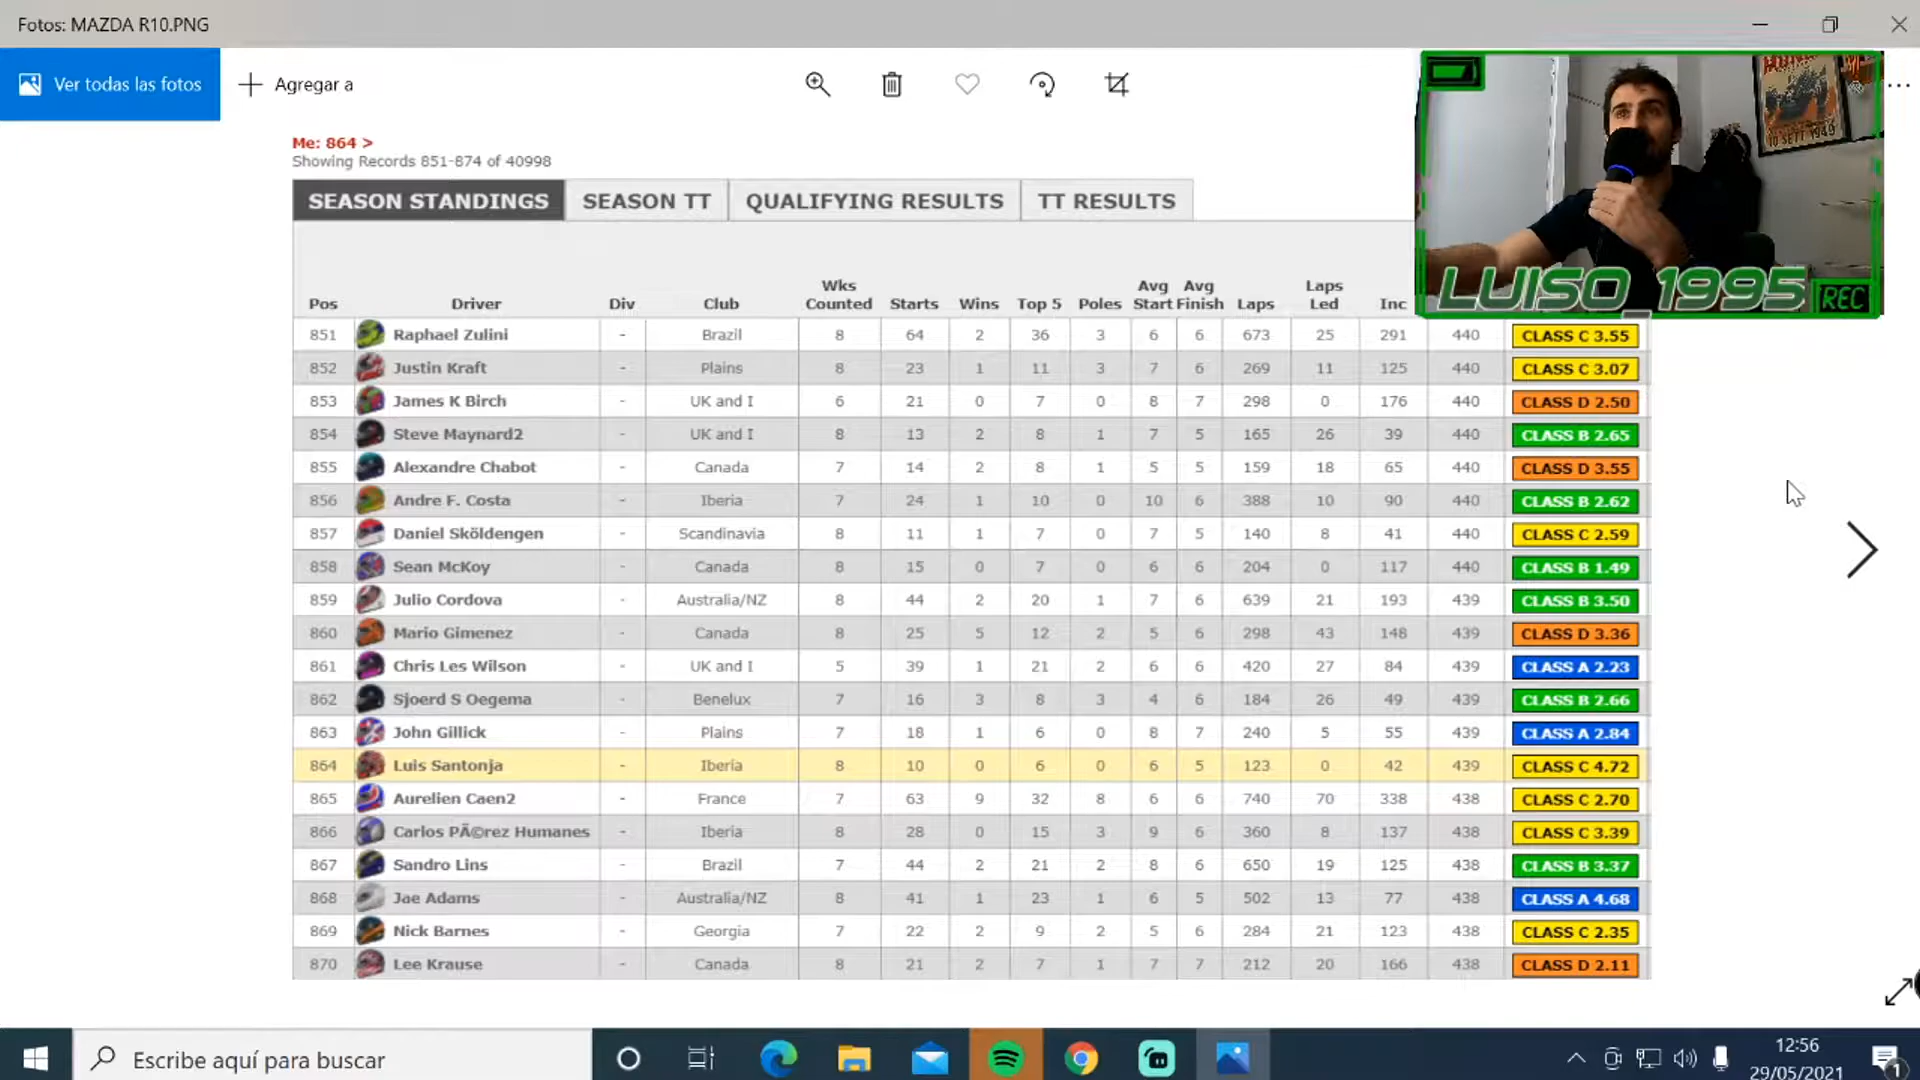 Fotos: MAZDA R10.PNG
Ver todas las fotos
Agregar a
Me: 864 >
Showing Records 851-874 of 40998
SEASON STANDINGS SEASON TT QUALIFYING RESULTS TT RESULTS
10 SETT 1949
LUISO_1995 REC
Pos Driver Div Club Wks Counted Starts Wins Top 5 Poles Avg Start Avg Finish Laps Laps Led Inc
851 Raphael Zulini - Brazil 8 64 2 36 3 6 6 673 25 291 440 CLASS C 3.55
852 Justin Kraft - Plains 8 23 1 11 3 7 6 269 11 125 440 CLASS C 3.07
853 James K Birch - UK and I 6 21 0 7 0 8 7 298 0 176 440 CLASS D 2.50
854 Steve Maynard2 - UK and I 8 13 2 8 1 7 5 165 26 39 440 CLASS B 2.65
855 Alexandre Chabot - Canada 7 14 2 8 1 5 5 159 18 65 440 CLASS D 3.55
856 Andre F. Costa - Iberia 7 24 1 10 0 10 6 388 10 90 440 CLASS B 2.62
857 Daniel Sköldengen - Scandinavia 8 11 1 7 0 7 5 140 8 41 440 CLASS C 2.59
858 Sean McKoy - Canada 8 15 0 7 0 6 6 204 0 117 440 CLASS B 1.49
859 Julio Cordova - Australia/NZ 8 44 2 20 1 7 6 639 21 193 439 CLASS B 3.50
860 Mario Gimenez - Canada 8 25 5 12 2 5 6 298 43 148 439 CLASS D 3.36
861 Chris Les Wilson - UK and I 5 39 1 21 2 6 6 420 27 84 439 CLASS A 2.23
862 Sjoerd S Oegema - Benelux 7 16 3 8 3 4 6 184 26 49 439 CLASS B 2.66
863 John Gillick - Plains 7 18 1 6 0 8 7 240 5 55 439 CLASS A 2.84
864 Luis Santonja - Iberia 8 10 0 6 0 6 5 123 0 42 439 CLASS C 4.72
865 Aurelien Caen2 - France 7 63 9 32 8 6 6 740 70 338 438 CLASS C 2.70
866 Carlos PÃ©rez Humanes - Iberia 8 28 0 15 3 9 6 360 8 137 438 CLASS C 3.39
867 Sandro Lins - Brazil 7 44 2 21 2 8 6 650 19 125 438 CLASS B 3.37
868 Jae Adams - Australia/NZ 8 41 1 23 1 6 5 502 13 77 438 CLASS A 4.68
869 Nick Barnes - Georgia 7 22 2 9 2 5 6 284 21 123 438 CLASS C 2.35
870 Lee Krause - Canada 8 21 2 7 1 7 7 212 20 166 438 CLASS D 2.11
Escribe aquí para buscar
12:56
29/05/2021
1